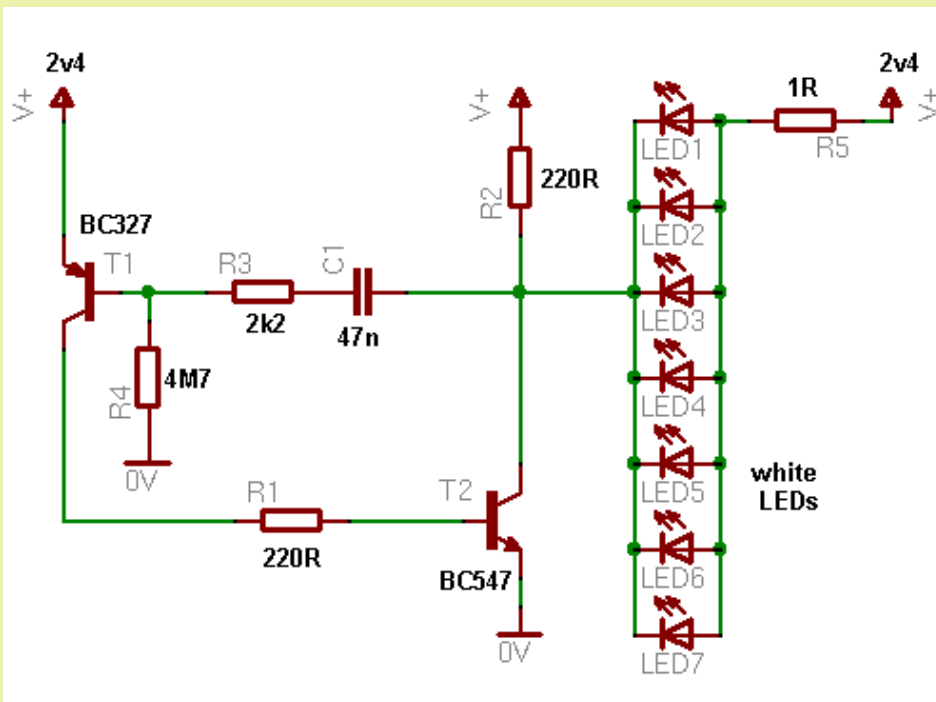 2v4
V+
BC327
T1
R3
2k2
C1
47n
4M7
R4
0V
R1
220R
V+
R2
220R
T2
BC547
0V
LED1
LED2
LED3
LED4
LED5
LED6
LED7
1R
R5
2v4
V+
white
LEDs